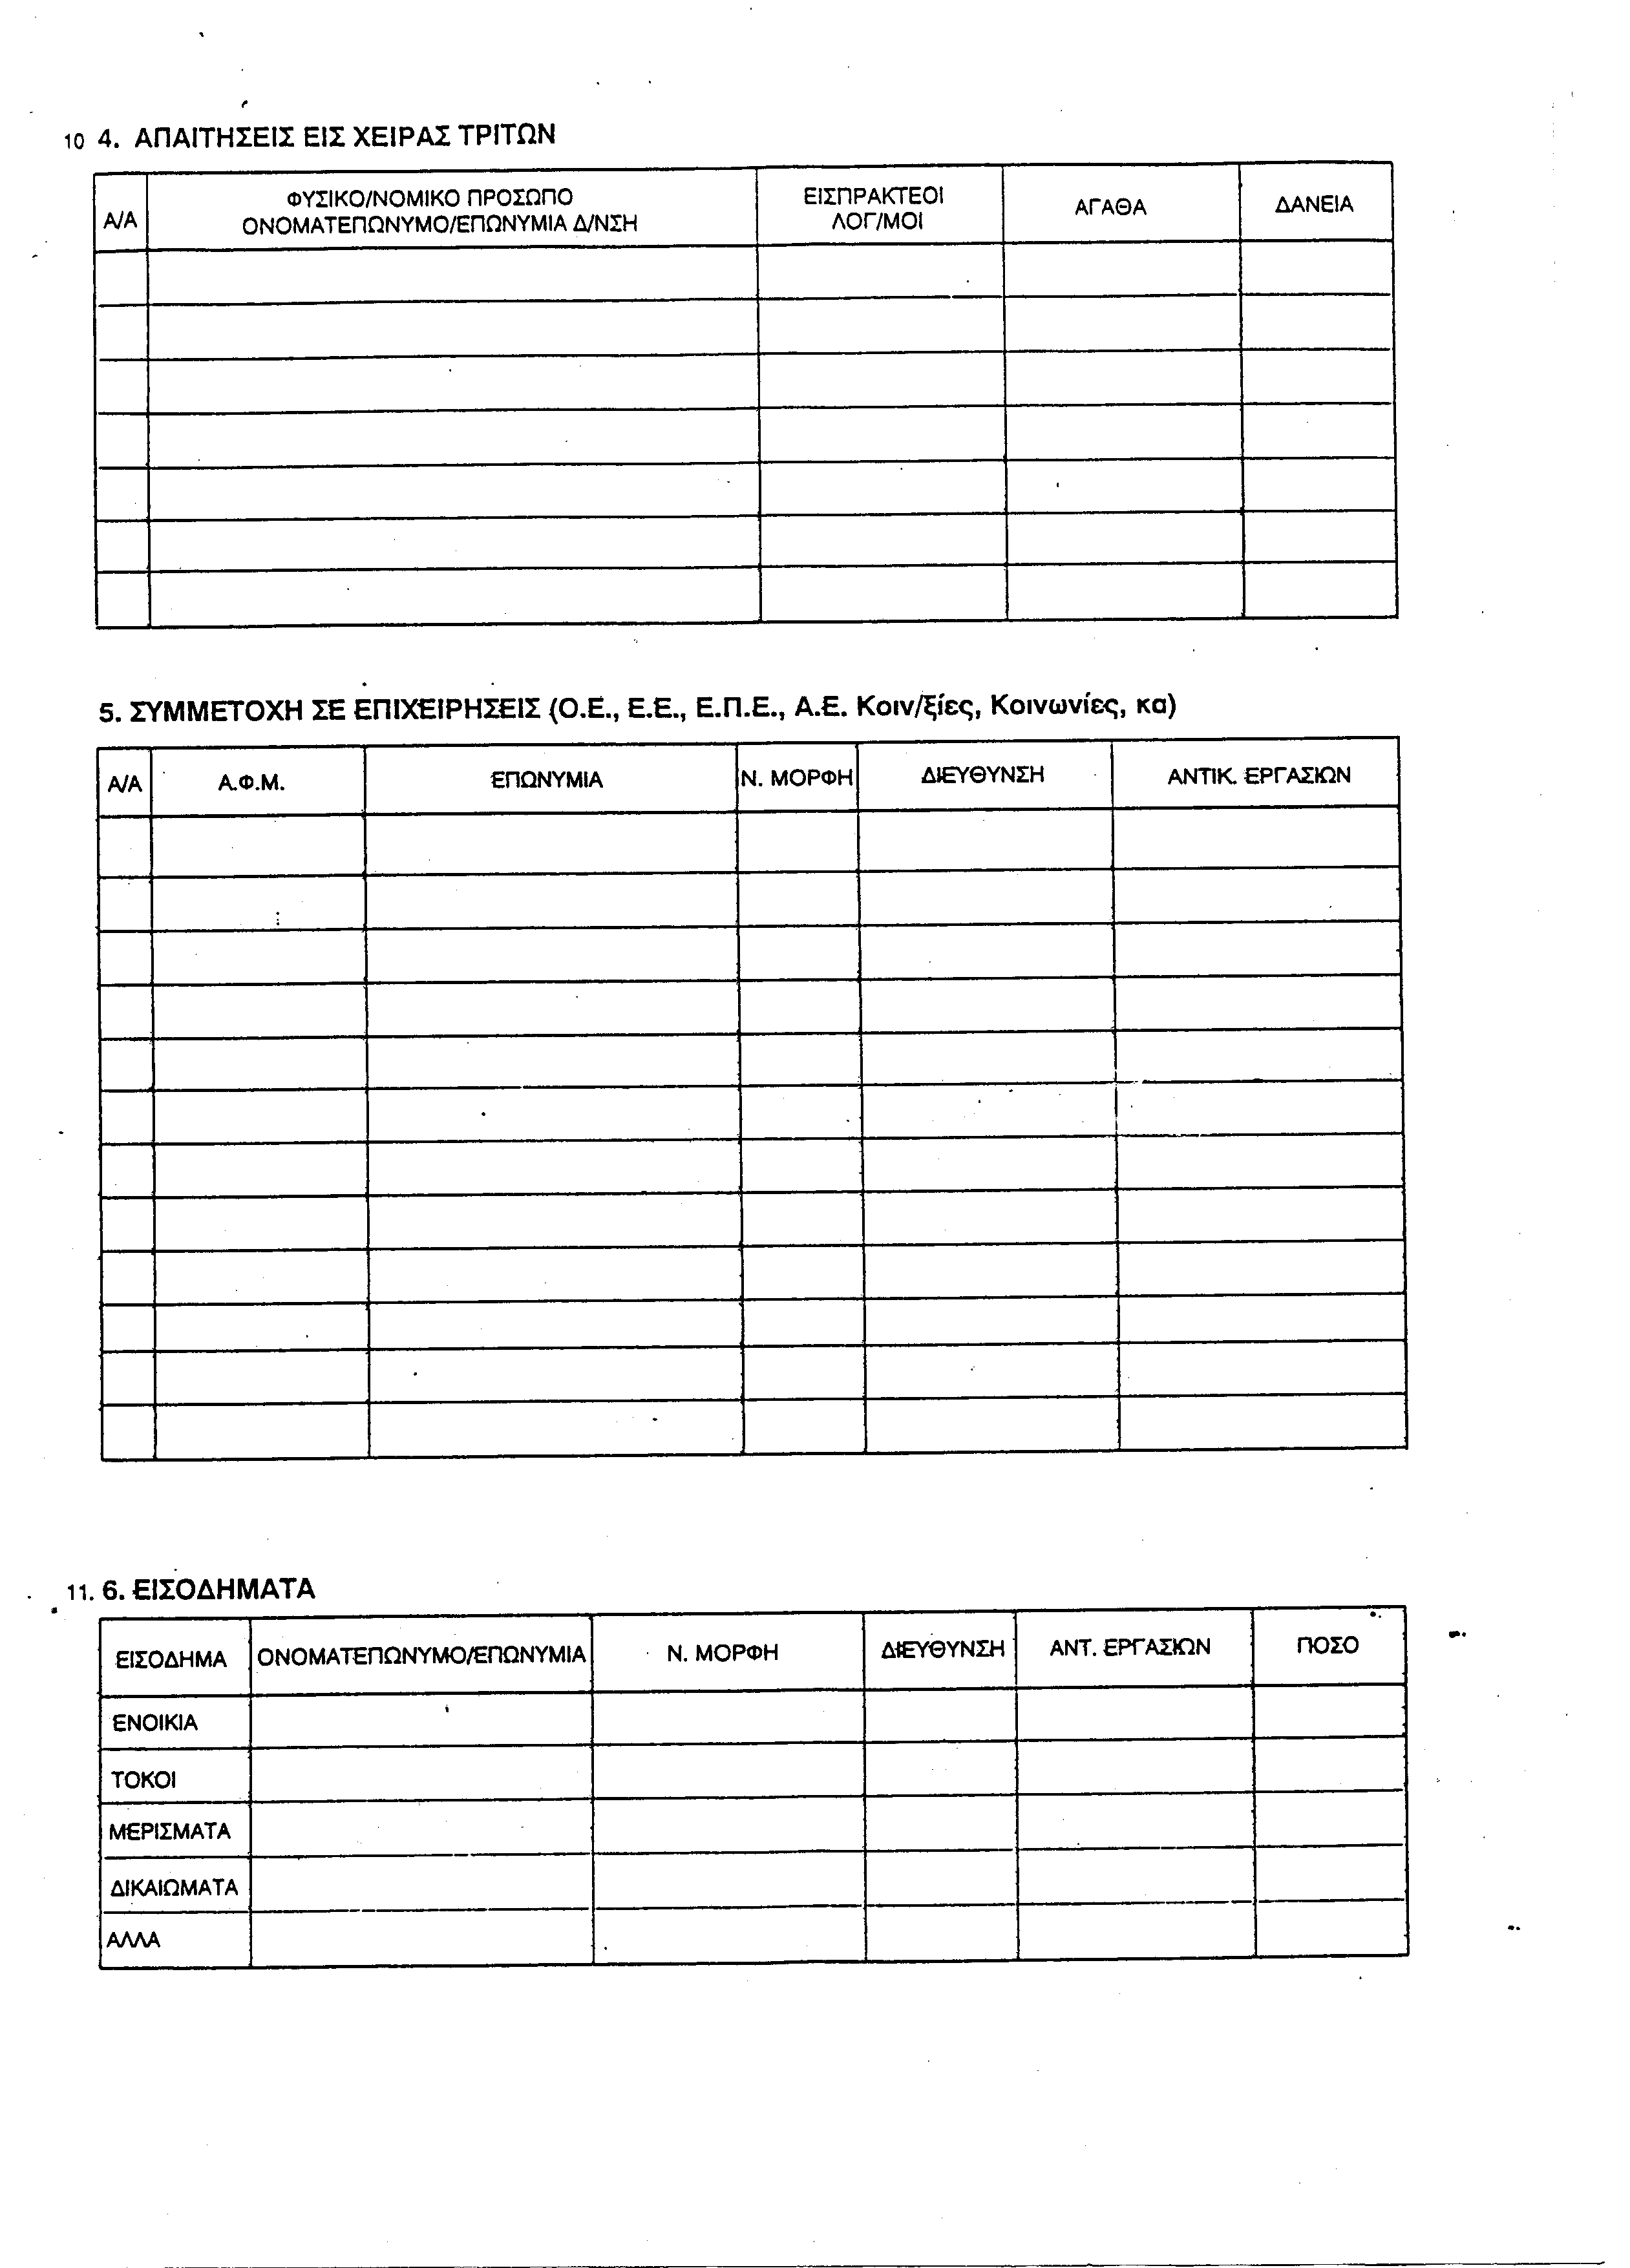 10 4. ΑΠΑΙΤΗΣΕΙΣ ΕΙΣ ΧΕΙΡΑΣ ΤΡΙΤΩΝ
Α/Α
ΦΥΣΙΚΟ/ΝΟΜΙΚΟ ΠΡΟΣΩΠΟ
ΟΝΟΜΑΤΕΠΩΝΥΜΟ/ΕΠΩΝΥΜΙΑ Δ/ΝΣΗ
ΕΙΣΠΡΑΚΤΕΟΙ
ΛΟΓ/ΜΟΙ
ΑΓΑΘΑ
ΔΑΝΕΙΑ
5. ΣΥΜΜΕΤΟΧΗ ΣΕ ΕΠΙΧΕΙΡΗΣΕΙΣ (Ο.Ε., Ε.Ε., Ε.Π.Ε., Α.Ε. Κοιν/ξίες, Κοινωνίες, κα)
Α/Α
Α.Φ.Μ.
ΕΠΩΝΥΜΙΑ
Ν. ΜΟΡΦΗ
ΔΙΕΥΘΥΝΣΗ
ΑΝΤΙΚ. ΕΡΓΑΣΙΩΝ
11. 6. ΕΙΣΟΔΗΜΑΤΑ
ΕΙΣΟΔΗΜΑ
ΟΝΟΜΑΤΕΠΩΝΥΜΟ/ΕΠΩΝΥΜΙΑ
Ν. ΜΟΡΦΗ
ΔΙΕΥΘΥΝΣΗ
ΑΝΤ. ΕΡΓΑΣΙΩΝ
ΠΟΣΟ
ΕΝΟΙΚΙΑ
ΤΟΚΟΙ
ΜΕΡΙΣΜΑΤΑ
ΔΙΚΑΙΩΜΑΤΑ
ΑΛΛΑ